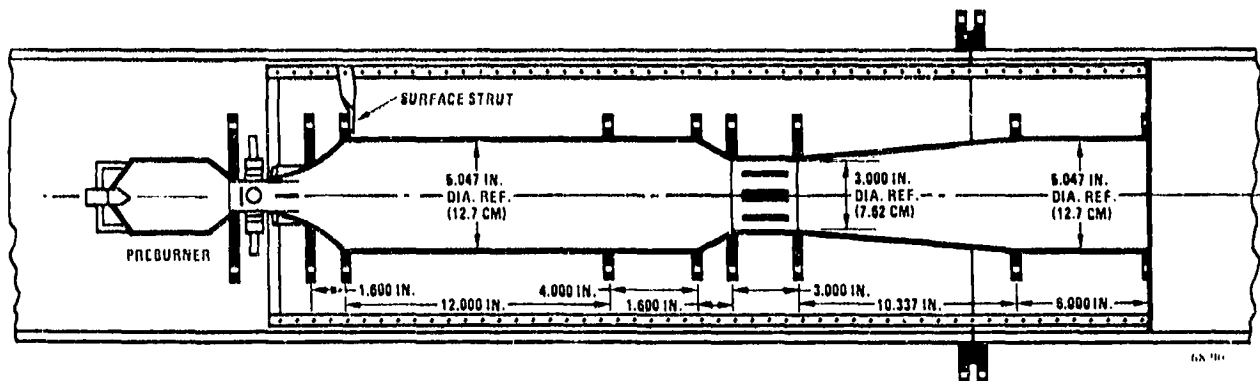 SURFACE STRUT
5.047 IN.
DIA. REF.
(12.7 CM)
3.000 IN.
DIA. REF.
(7.62 CM)
5.047 IN.
DIA. REF.
(12.7 CM)
PREBURNER
1.600 IN.
12.000 IN.
4.000 IN.
1.600 IN.
3.000 IN.
10.337 IN.
6.000 IN.